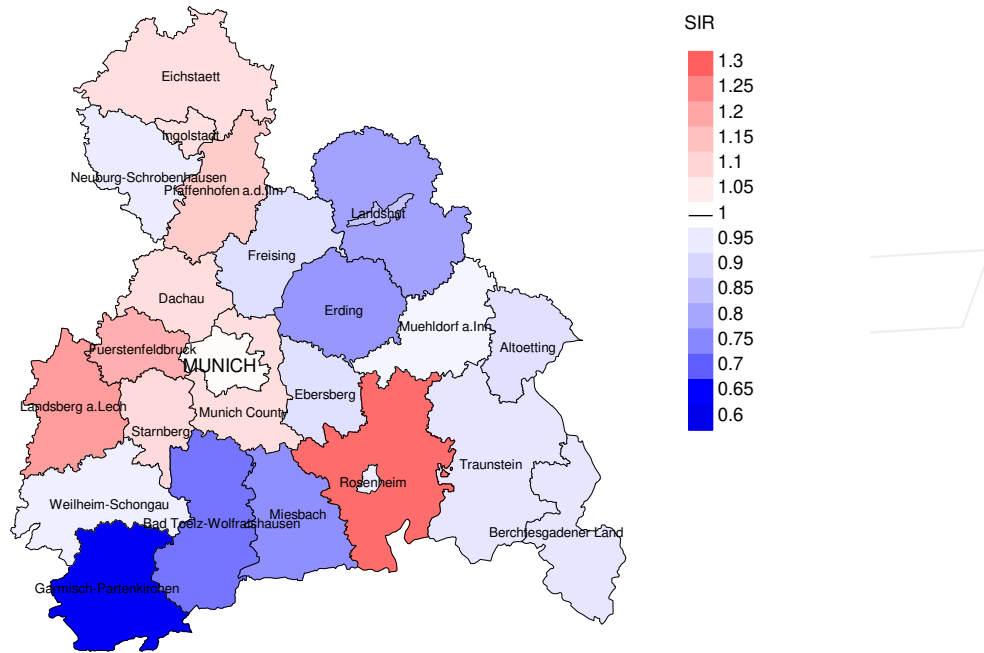 SIR
1.3
1.25
1.2
1.15
1.1
1.05
1
0.95
0.9
0.85
0.8
0.75
0.7
0.65
0.6
Eichstaett
Ingolstadt
Neuburg-Schrobenhausen
Pfaffenhofen a.d.Ilm
Landshut
Freising
Dachau
Erding
Muehldorf a.Inn
Altoetting
Fuerstenfeldbruck
MUNICH
Ebersberg
Landsberg a.Lech
Munich County
Starnberg
Traunstein
Rosenheim
Weilheim-Schongau
Miesbach
Bad Toelz-Wolfratshausen
Berchtesgadener Land
Garmisch-Partenkirchen